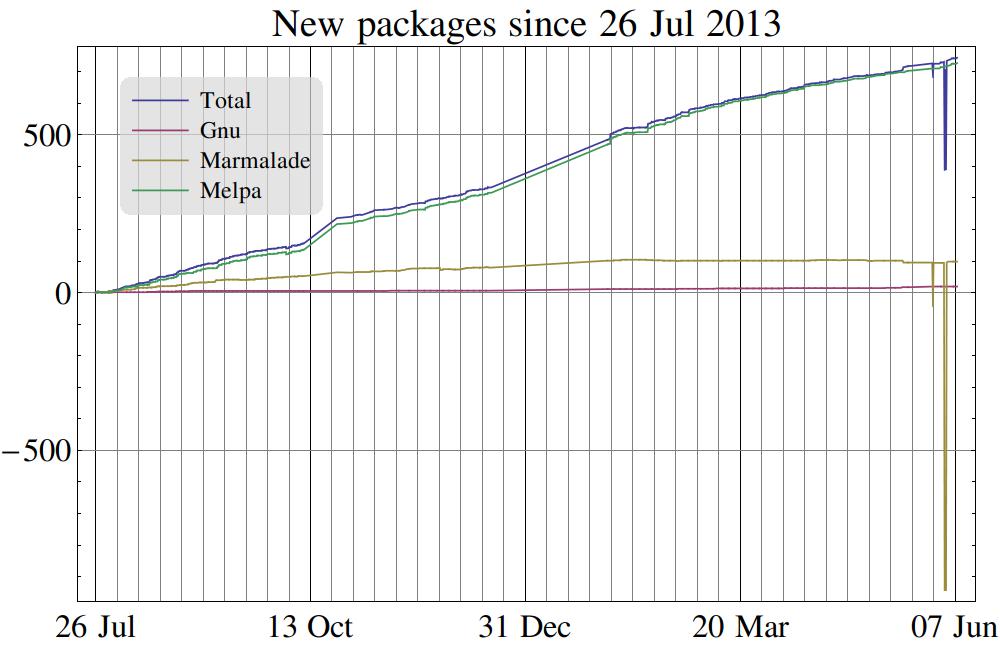 New packages since 26 Jul 2013
Total
Gnu
Marmalade
Melpa
500
0
−500
26 Jul 13 Oct 31 Dec 20 Mar 07 Jun